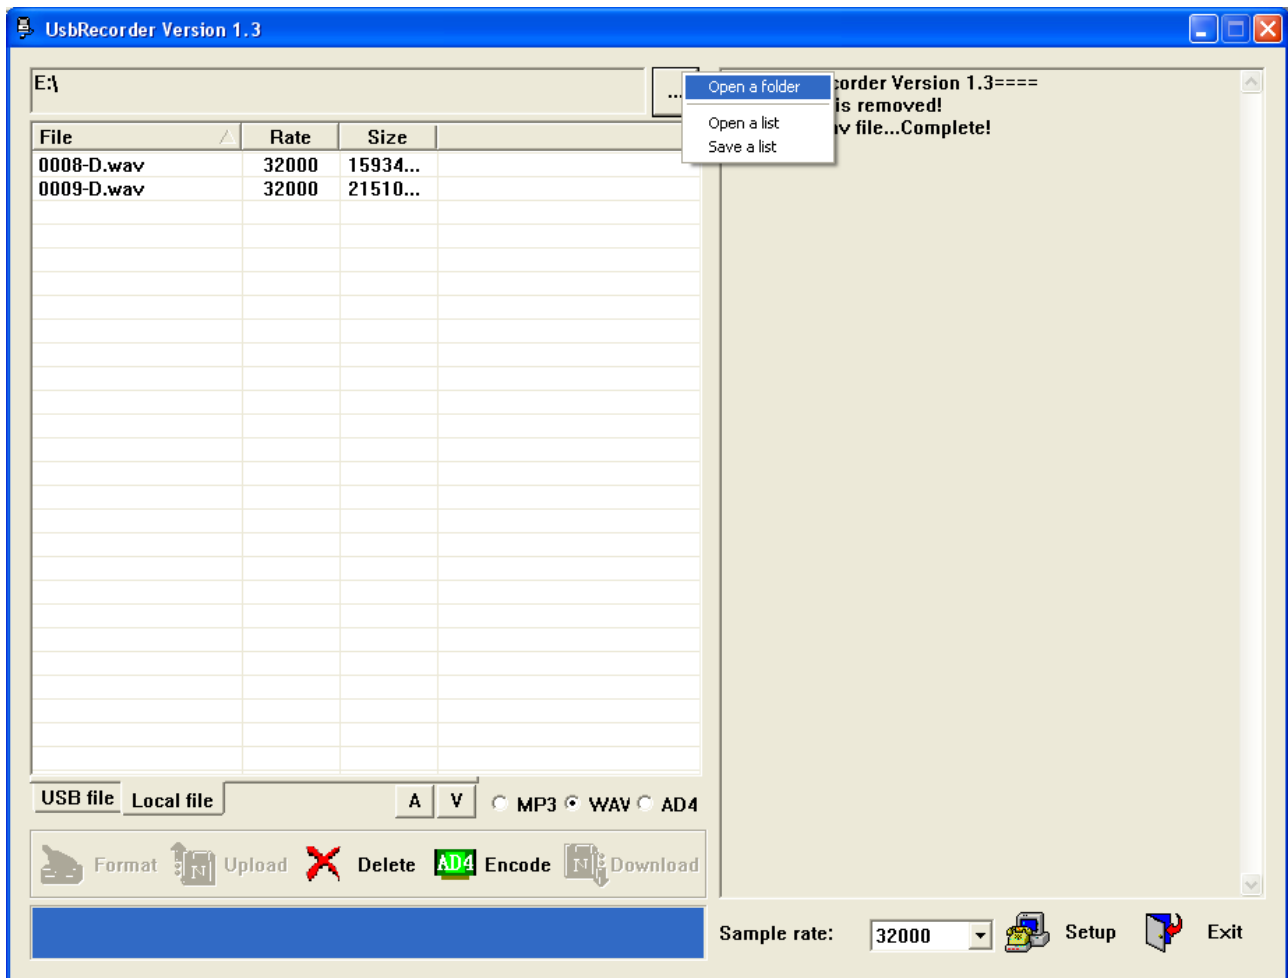 UsbRecorder Version 1.3
E:\
...
Open a folder
Open a list
Save a list
corder Version 1.3====
is removed!
v file...Complete!
File Rate Size
0008-D.wav 32000 15934...
0009-D.wav 32000 21510...
USB file Local file A V MP3 WAV AD4
Format N Upload Delete AD4 Encode N Download
Sample rate: 32000 Setup Exit